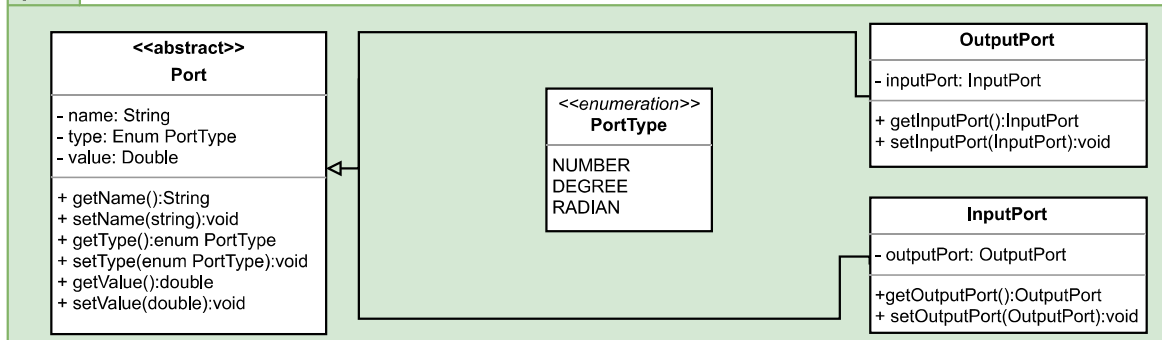 <<abstract>>
Port
- name: String
- type: Enum PortType
- value: Double
+ getName():String
+ setName(string):void
+ getType():enum PortType
+ setType(enum PortType):void
+ getValue():double
+ setValue(double):void
<<enumeration>>
PortType
NUMBER
DEGREE
RADIAN
OutputPort
- inputPort: InputPort
+ getInputPort():InputPort
+ setInputPort(InputPort):void
InputPort
- outputPort: OutputPort
+getOutputPort():OutputPort
+ setOutputPort(OutputPort):void